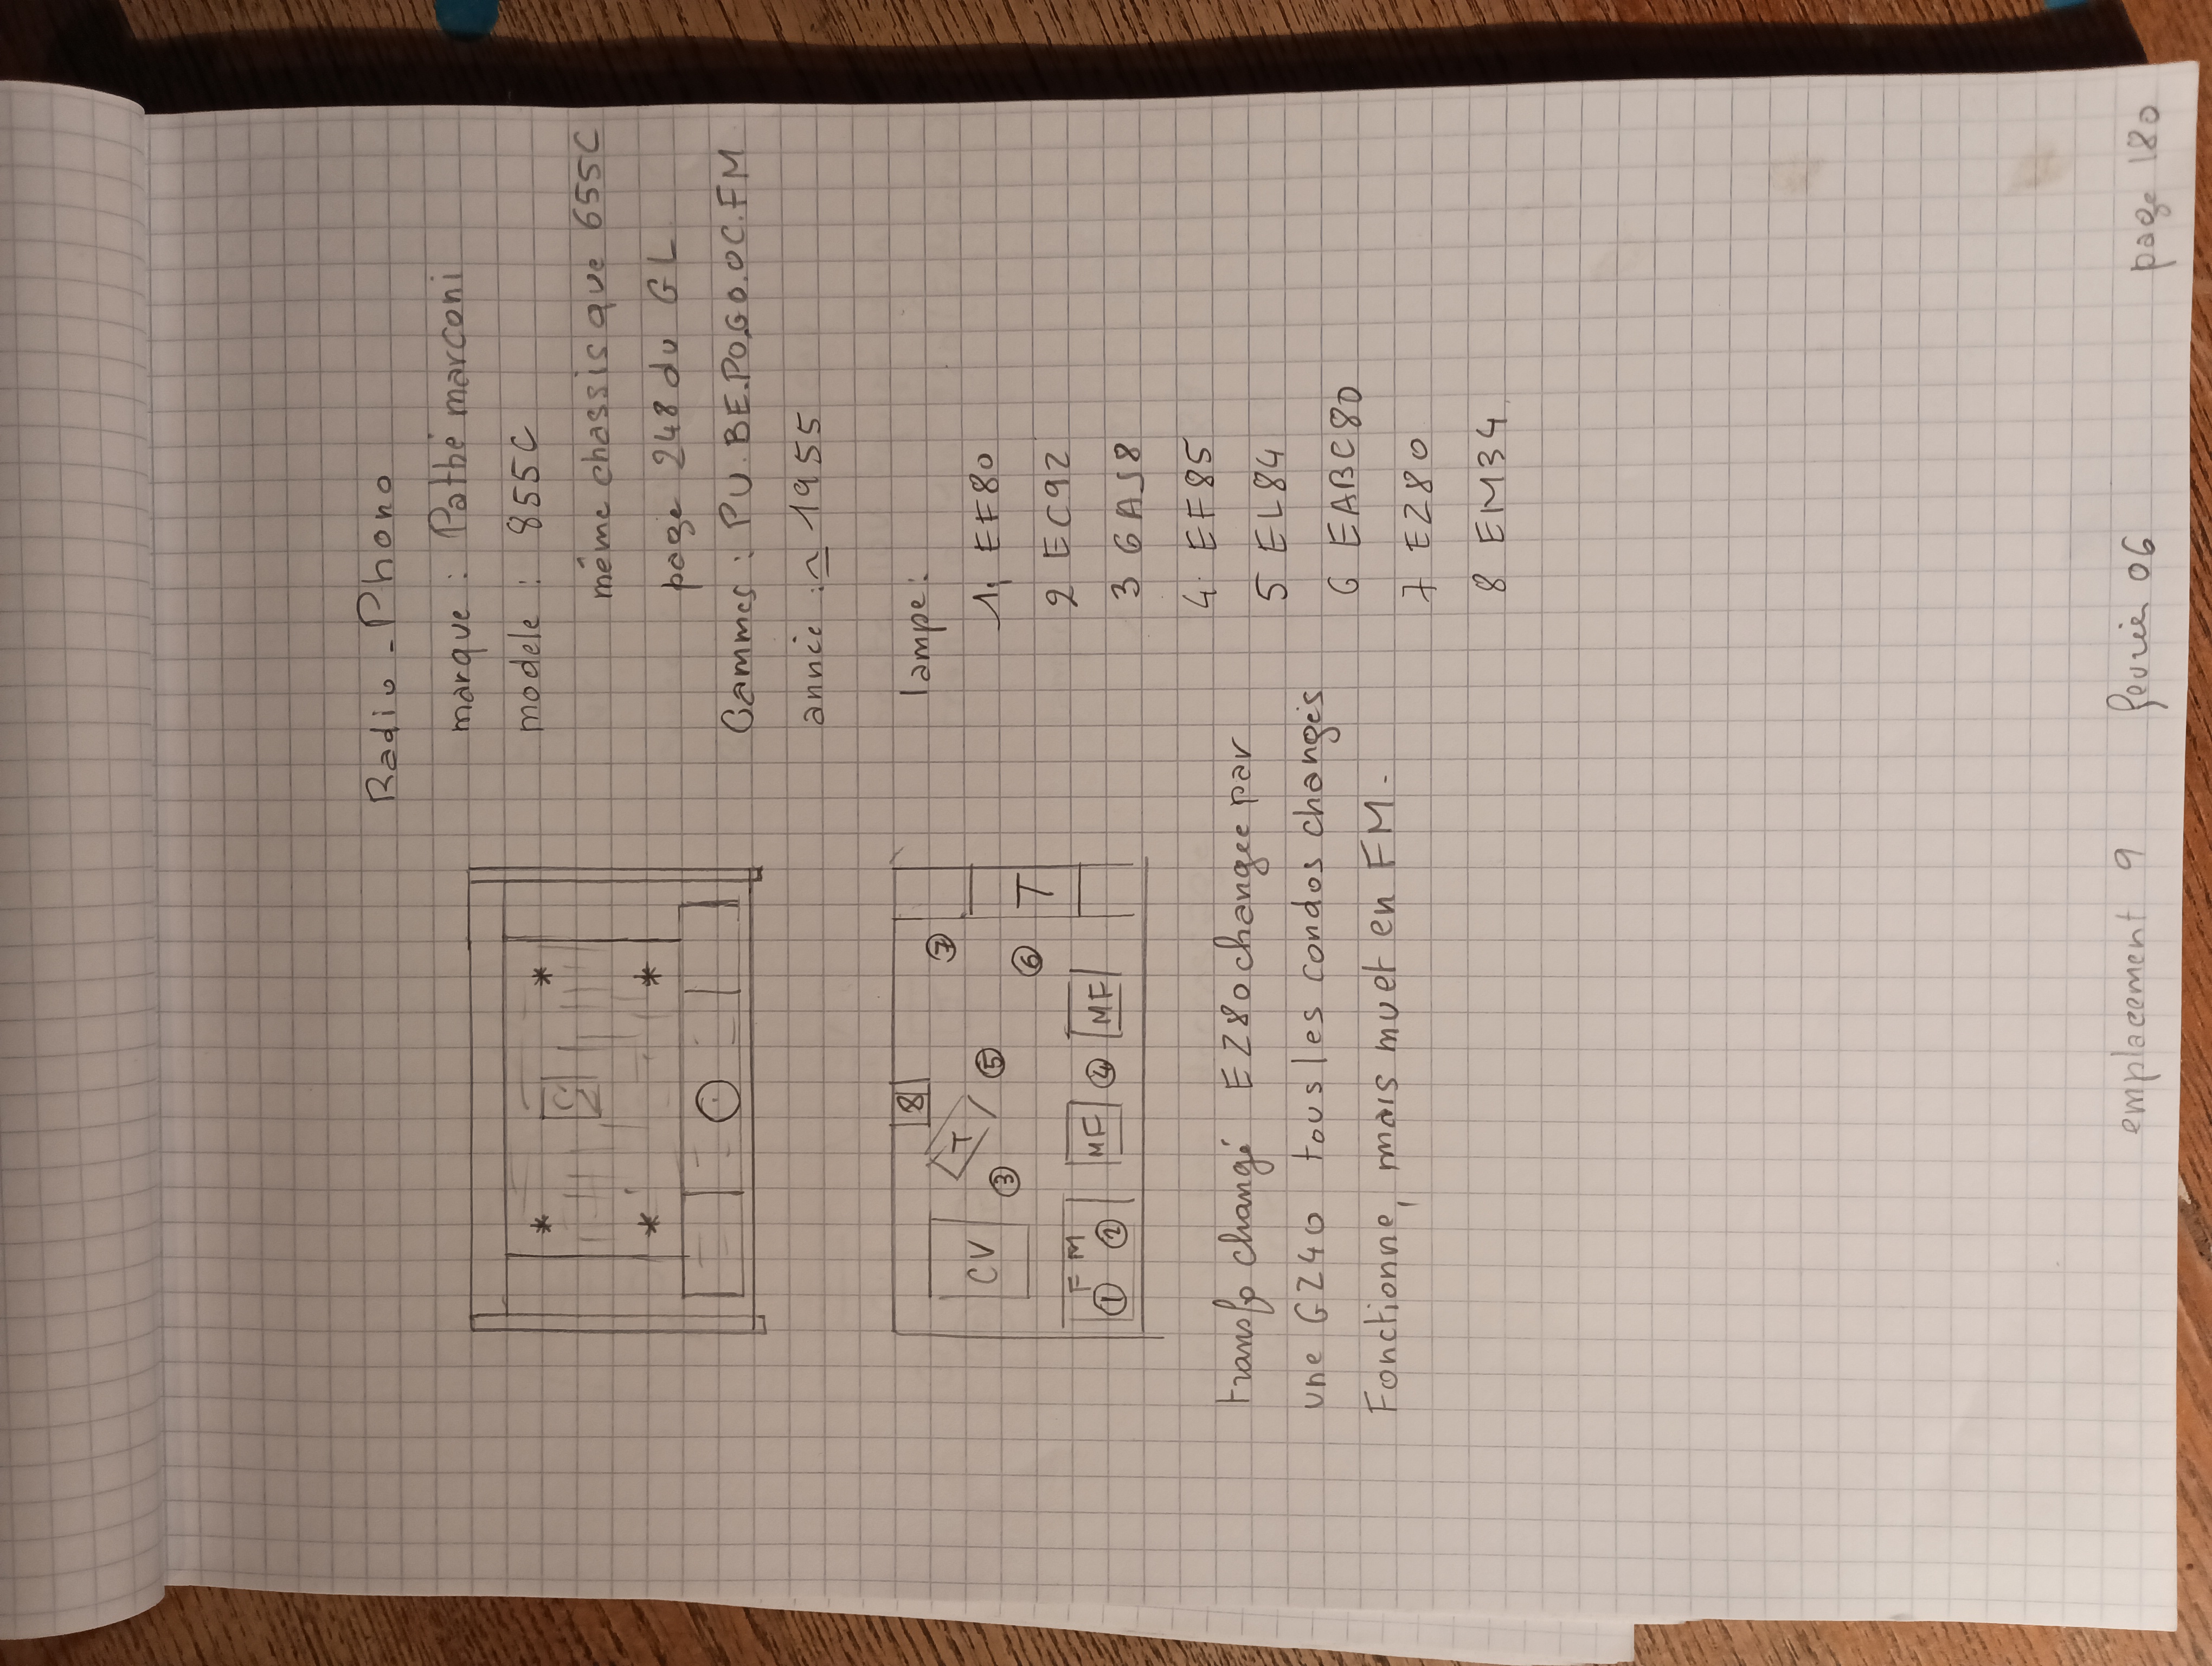 Radio - Phono
marque : Pathé marconi
modele : 855C
même chassis que 655C
page 248 du GL
Gammes : PU. BE. PO. GO. OC. FM
année : ≃ 1955
8
CV
T
3
5
7
6
T
F M
1
2
MF
4
MF
lampe :
1, EF80
2 EC92
3 6AJ8
4. EF85
5 EL84
6 EABC80
7 EZ80
8 EM34
transfo changé EZ80 changee par
une GZ40 tous les condos changés
Fonctionne, mais muet en FM.
emplacement 9 fevrier 06 page 180